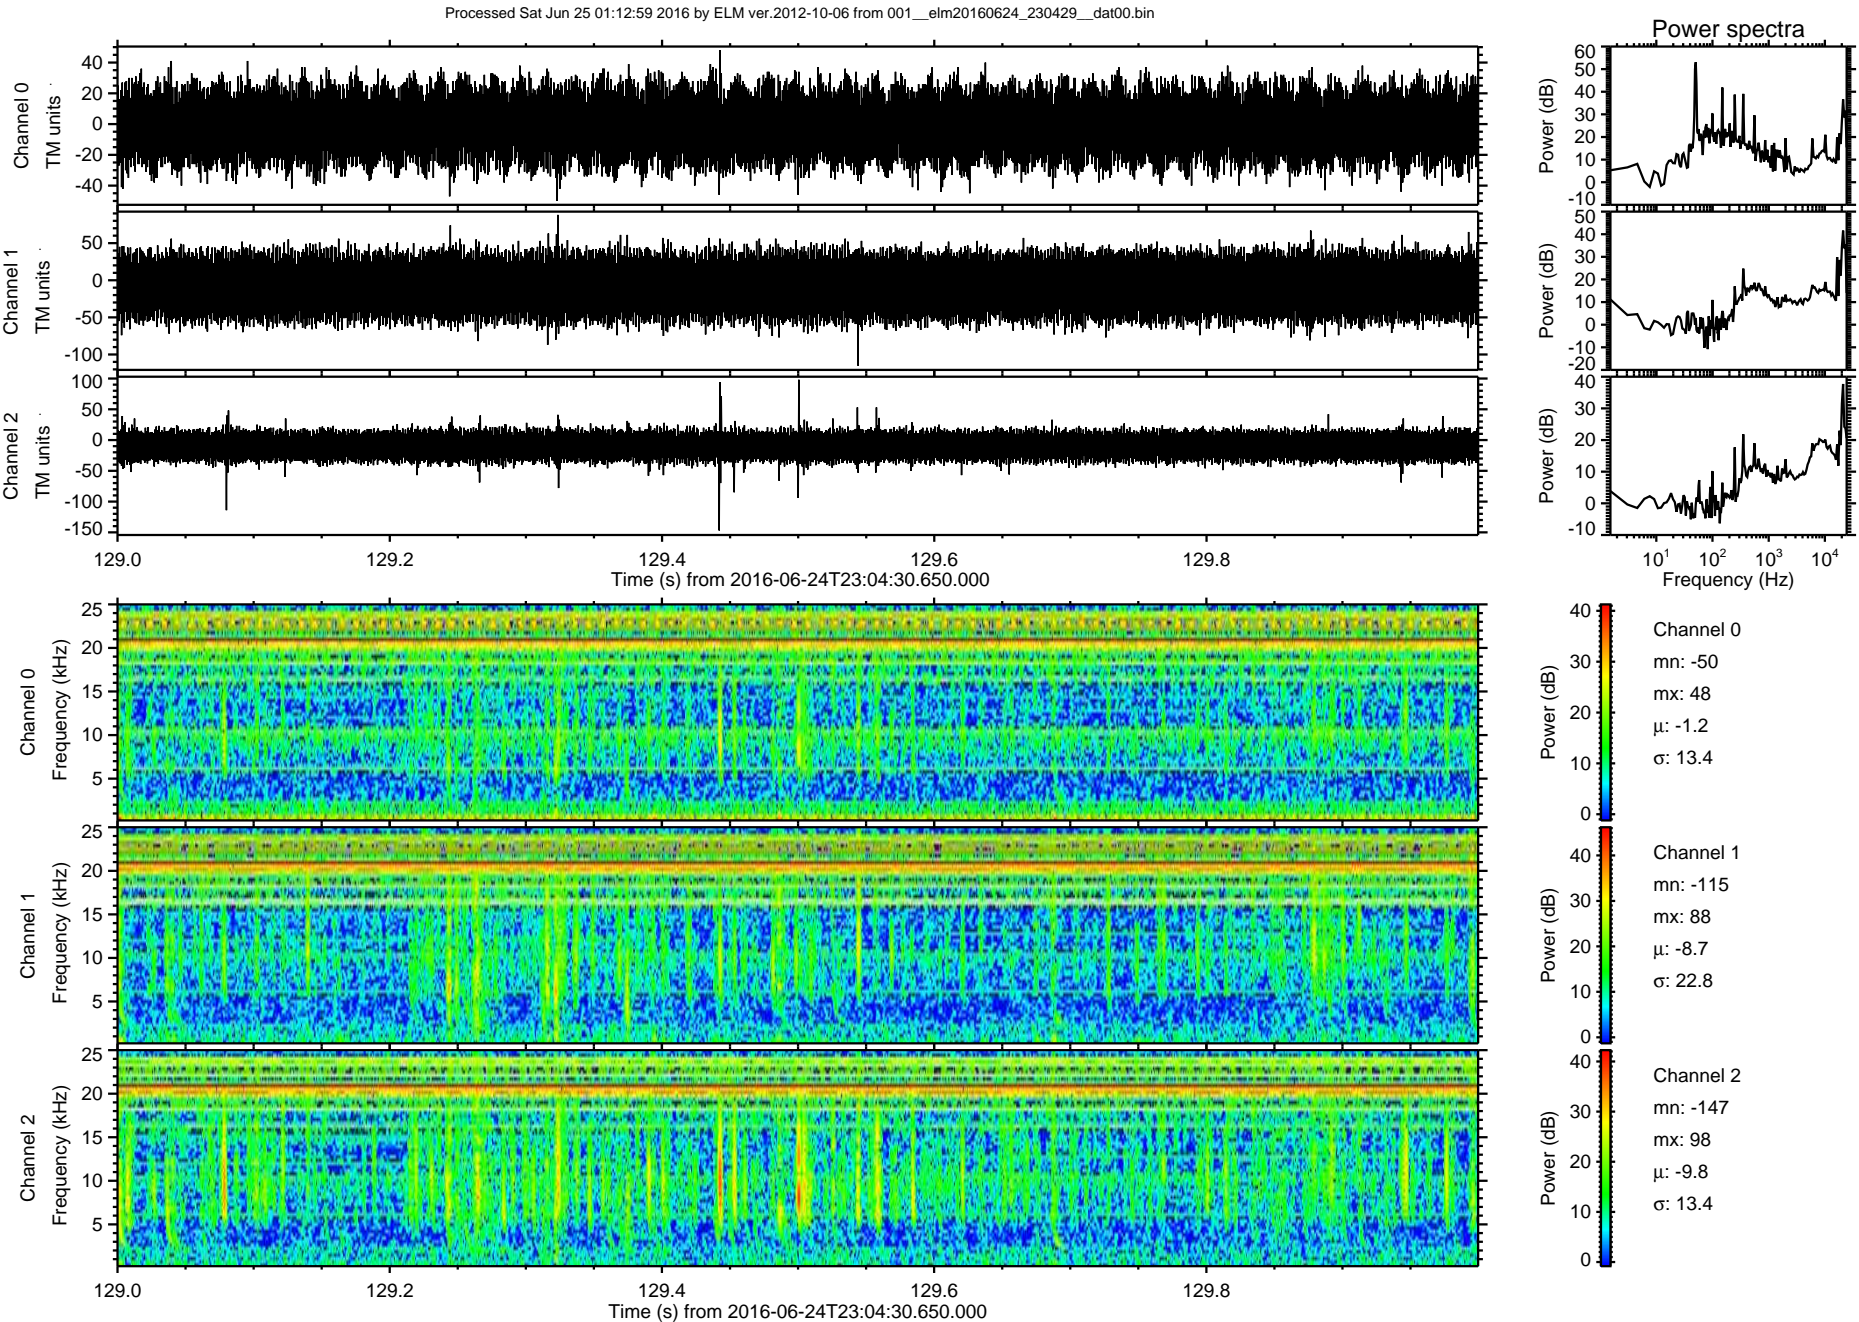 Processed Sat Jun 25 01:12:59 2016 by ELM ver.2012-10-06 from 001__elm20160624_230429__dat00.bin
Power spectra
Channel 0
TM units
40
20
0
-20
-40
Power (dB)
60
50
40
30
20
10
0
-10
Channel 1
TM units
50
0
-50
-100
Power (dB)
50
40
30
20
10
0
-10
-20
Channel 2
TM units
100
50
0
-50
-100
-150
Power (dB)
40
30
20
10
0
-10
129.0 129.2 129.4 129.6 129.8
Time (s) from 2016-06-24T23:04:30.650.000
10¹ 10² 10³ 10⁴
Frequency (Hz)
Channel 0
Frequency (kHz)
25
20
15
10
5
Power (dB)
40
30
20
10
0
Channel 0
mn: -50
mx: 48
μ: -1.2
σ: 13.4
Channel 1
Frequency (kHz)
25
20
15
10
5
Power (dB)
40
30
20
10
0
Channel 1
mn: -115
mx: 88
μ: -8.7
σ: 22.8
Channel 2
Frequency (kHz)
25
20
15
10
5
Power (dB)
40
30
20
10
0
Channel 2
mn: -147
mx: 98
μ: -9.8
σ: 13.4
129.0 129.2 129.4 129.6 129.8
Time (s) from 2016-06-24T23:04:30.650.000